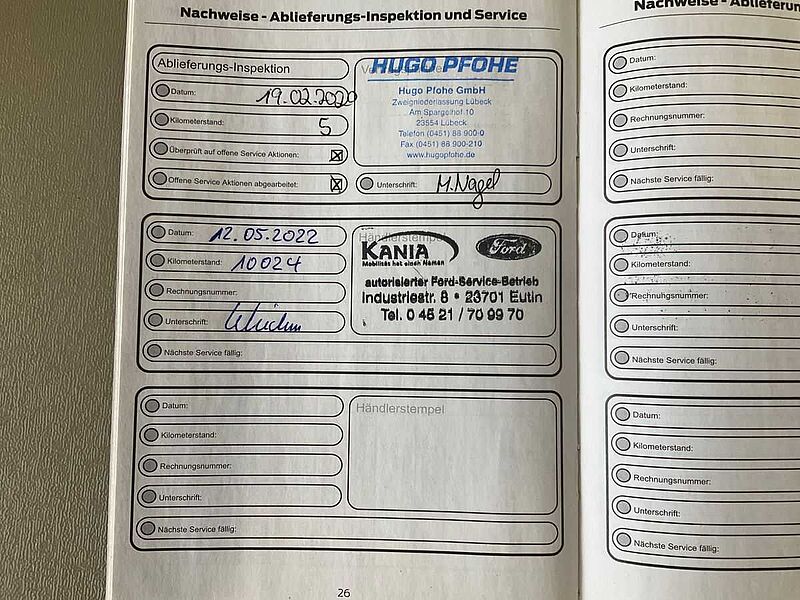 Nachweise - Ablieferungs-Inspektion und Service
Ablieferungs-Inspektion
Datum: 19.02.2020
Kilometerstand: 5
Überprüft auf offene Service Aktionen: ☒
Offene Service Aktionen abgearbeitet: ☒
HUGO PFOHE
Hugo Pfohe GmbH
Zweigniederlassung Lübeck
Am Spargelhof 10
23554 Lübeck
Telefon (0451) 88 900-0
Fax (0451) 88 900-210
www.hugopfohe.de
Unterschrift: M. Nagel
Datum: 12.05.2022
Kilometerstand: 10024
Rechnungsnummer:
Unterschrift:
Händlerstempel
KANIA
Mobilität hat einen Namen
Ford
autorisierter Ford-Service-Betrieb
Industriestr. 8 • 23701 Eutin
Tel. 0 45 21 / 70 99 70
Nächste Service fällig:
Datum:
Kilometerstand:
Rechnungsnummer:
Unterschrift:
Händlerstempel
Nächste Service fällig:
26
Nachweise - Ablieferun
Datum:
Kilometerstand:
Rechnungsnummer:
Unterschrift:
Nächste Service fällig:
Datum:
Kilometerstand:
Rechnungsnummer:
Unterschrift:
Nächste Service fällig:
Datum:
Kilometerstand:
Rechnungsnummer:
Unterschrift:
Nächste Service fällig: